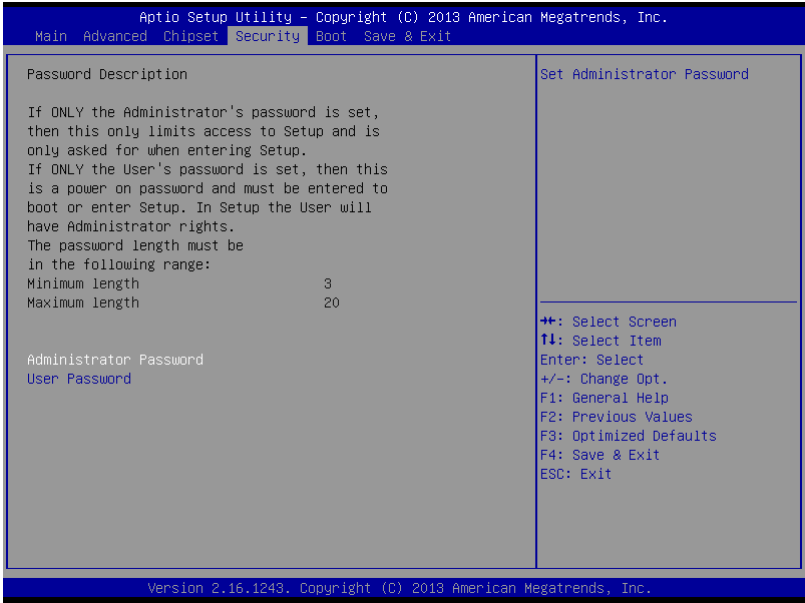 Aptio Setup Utility – Copyright (C) 2013 American Megatrends, Inc.
Main Advanced Chipset Security Boot Save & Exit
Password Description
If ONLY the Administrator's password is set,
then this only limits access to Setup and is
only asked for when entering Setup.
If ONLY the User's password is set, then this
is a power on password and must be entered to
boot or enter Setup. In Setup the User will
have Administrator rights.
The password length must be
in the following range:
Minimum length 3
Maximum length 20
Administrator Password
User Password
Set Administrator Password
→←: Select Screen
↑↓: Select Item
Enter: Select
+/-: Change Opt.
F1: General Help
F2: Previous Values
F3: Optimized Defaults
F4: Save & Exit
ESC: Exit
Version 2.16.1243. Copyright (C) 2013 American Megatrends, Inc.